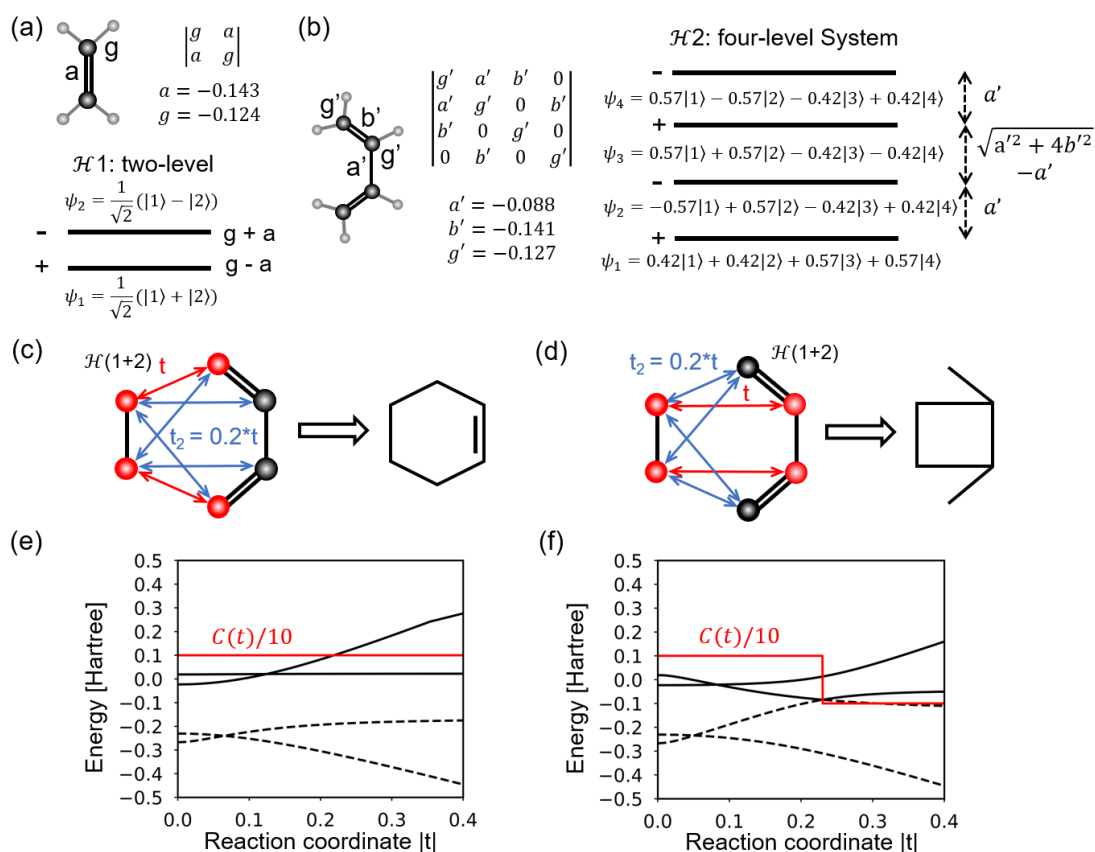 (a)
g
a
g a
a g
a = −0.143
g = −0.124
ℋ1: two-level
ψ₂ = 1/√2 (|1⟩ − |2⟩)
- g + a
+ g - a
ψ₁ = 1/√2 (|1⟩ + |2⟩)
(b)
g'
b'
g'
a'
g′ a′ b′ 0
a′ g′ 0 b′
b′ 0 g′ 0
0 b′ 0 g′
a′ = −0.088
b′ = −0.141
g′ = −0.127
ℋ2: four-level System
-
ψ₄ = 0.57|1⟩ − 0.57|2⟩ − 0.42|3⟩ + 0.42|4⟩
a'
+
ψ₃ = 0.57|1⟩ + 0.57|2⟩ − 0.42|3⟩ − 0.42|4⟩
√a′² + 4b′²
−a′
-
ψ₂ = −0.57|1⟩ + 0.57|2⟩ − 0.42|3⟩ + 0.42|4⟩
a'
+
ψ₁ = 0.42|1⟩ + 0.42|2⟩ + 0.57|3⟩ + 0.57|4⟩
(c)
ℋ(1+2) t
t₂ = 0.2*t
(d)
t₂ = 0.2*t
ℋ(1+2)
t
(e)
Energy [Hartree]
0.5
0.4
0.3
0.2
0.1
0.0
−0.1
−0.2
−0.3
−0.4
−0.5
C(t)/10
0.0 0.1 0.2 0.3 0.4
Reaction coordinate |t|
(f)
Energy [Hartree]
0.5
0.4
0.3
0.2
0.1
0.0
−0.1
−0.2
−0.3
−0.4
−0.5
C(t)/10
0.0 0.1 0.2 0.3 0.4
Reaction coordinate |t|